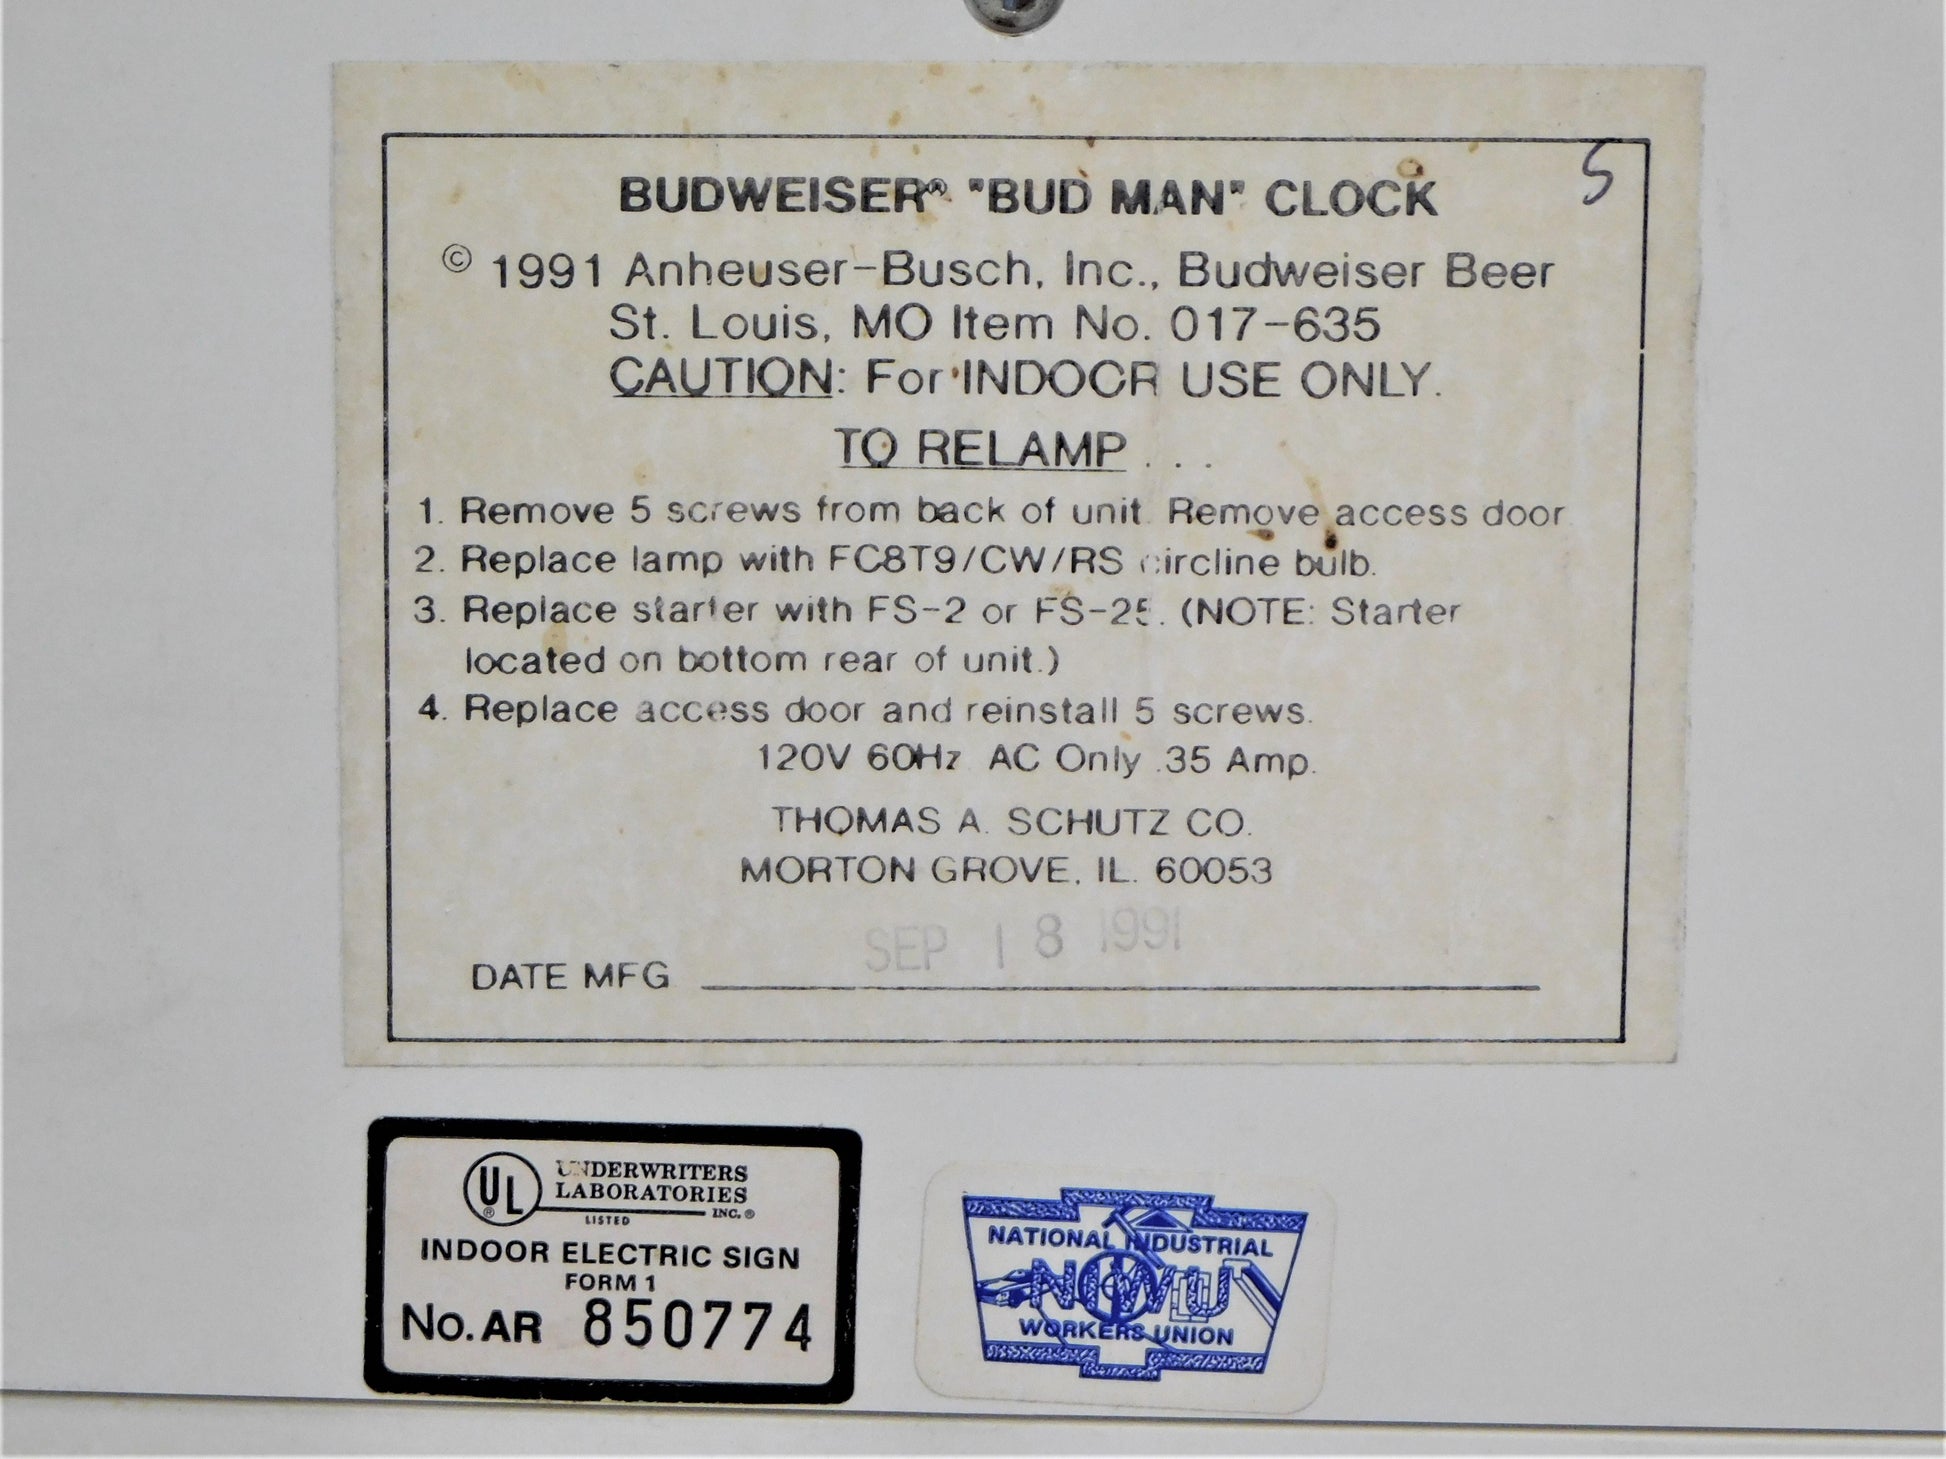 5
BUDWEISER® "BUD MAN" CLOCK
© 1991 Anheuser-Busch, Inc., Budweiser Beer
St. Louis, MO Item No. 017-635
CAUTION: For INDOOR USE ONLY.
TO RELAMP . . .
1. Remove 5 screws from back of unit. Remove access door
2. Replace lamp with FC8T9/CW/RS circline bulb.
3. Replace starter with FS-2 or FS-25. (NOTE: Starter
located on bottom rear of unit.)
4. Replace access door and reinstall 5 screws.
120V 60Hz AC Only .35 Amp.
THOMAS A. SCHUTZ CO.
MORTON GROVE, IL. 60053
SEP 18 1991
DATE MFG
UL® UNDERWRITERS
LABORATORIES
INC.®
LISTED
INDOOR ELECTRIC SIGN
FORM 1
No. AR 850774
NATIONAL INDUSTRIAL
NIWU
WORKERS UNION